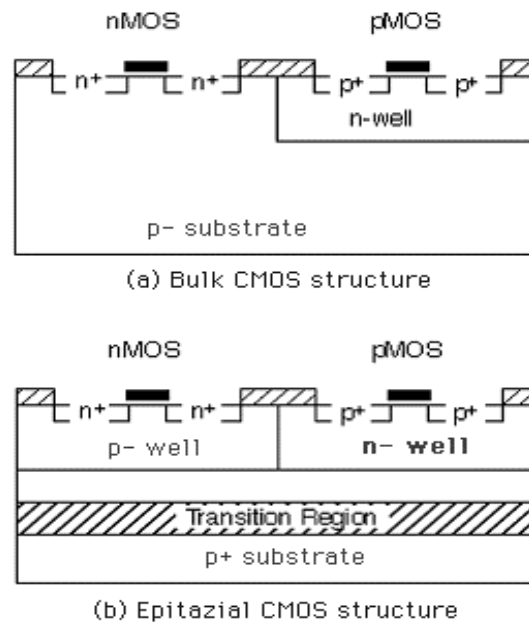 nMOS pMOS
n+ n+ p+ p+
n-well
p- substrate
(a) Bulk CMOS structure
nMOS pMOS
n+ n+ p+ p+
p- well n- well
Transition Region
p+ substrate
(b) Epitazial CMOS structure